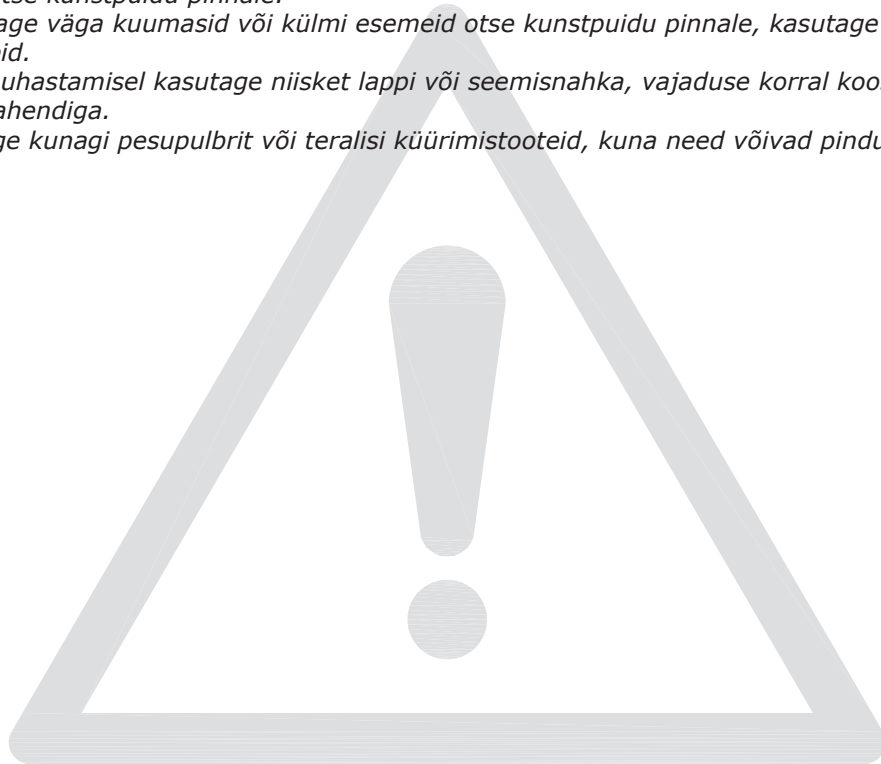 tse kunstpuidu pinnale.
age väga kuumasid või külmi esemeid otse kunstpuidu pinnale, kasutage
id.
uhastamisel kasutage niisket lappi või seemisnahka, vajaduse korral koo
ahendiga.
ge kunagi pesupulbrit või teralisi küürimistooteid, kuna need võivad pindu